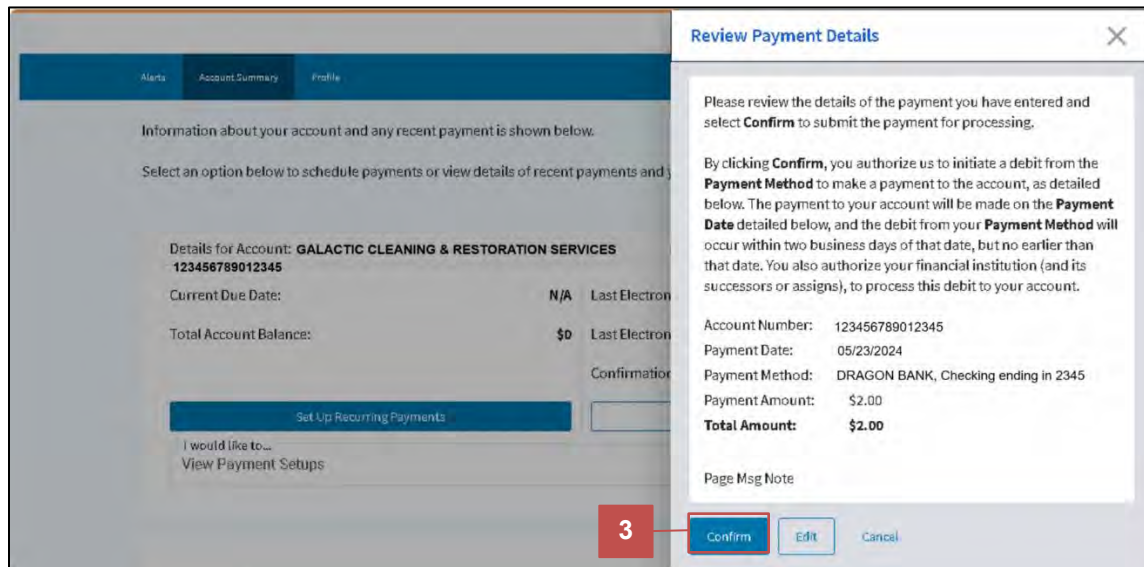 Alerts
Account Summary
Profile
Information about your account and any recent payment is shown below.
Select an option below to schedule payments or view details of recent payments and
Details for Account: GALACTIC CLEANING & RESTORATION SERVICES
123456789012345
Current Due Date: N/A
Last Electron
Total Account Balance: $0
Last Electron
Confirmation
Set Up Recurring Payments
I would like to...
View Payment Setups
Review Payment Details
Please review the details of the payment you have entered and
select Confirm to submit the payment for processing.
By clicking Confirm, you authorize us to initiate a debit from the
Payment Method to make a payment to the account, as detailed
below. The payment to your account will be made on the Payment
Date detailed below, and the debit from your Payment Method will
occur within two business days of that date, but no earlier than
that date. You also authorize your financial institution (and its
successors or assigns), to process this debit to your account.
Account Number: 123456789012345
Payment Date: 05/23/2024
Payment Method: DRAGON BANK, Checking ending in 2345
Payment Amount: $2.00
Total Amount: $2.00
Page Msg Note
3
Confirm
Edit
Cancel